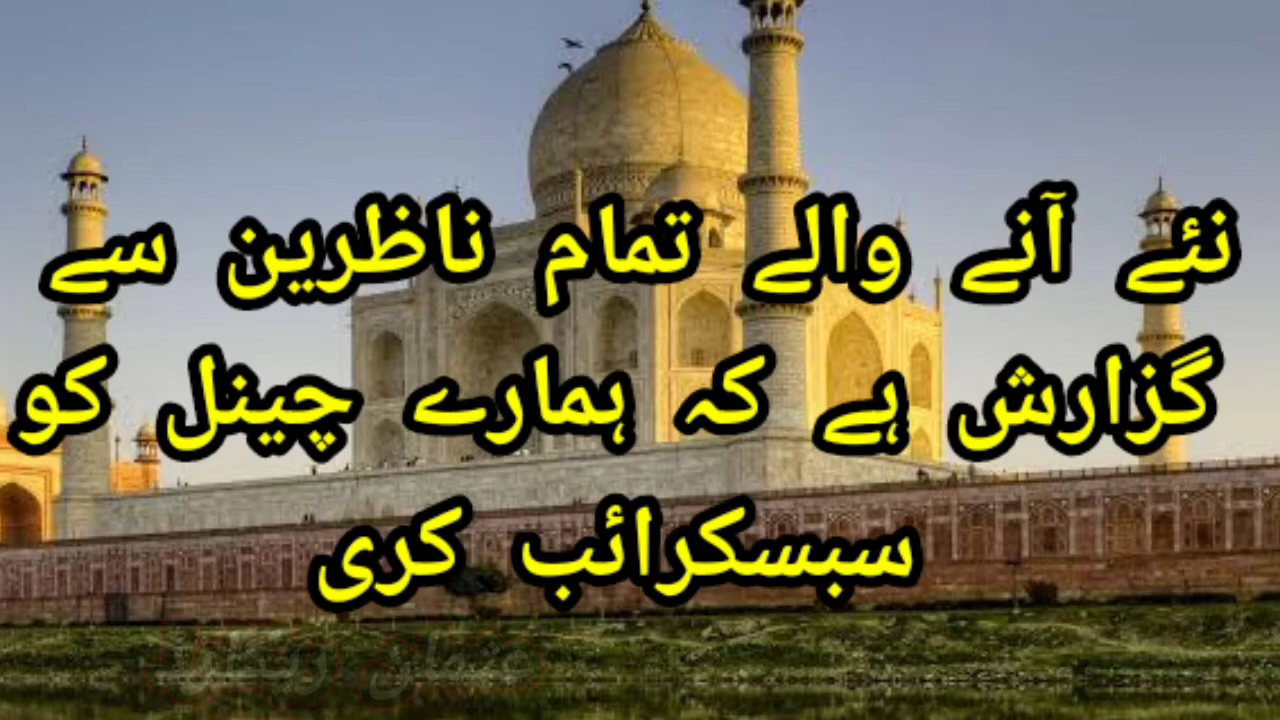 نئے آنے والے تمام ناظرین سے
گزارش ہے کہ ہمارے چینل کو
سبسکرائب کری